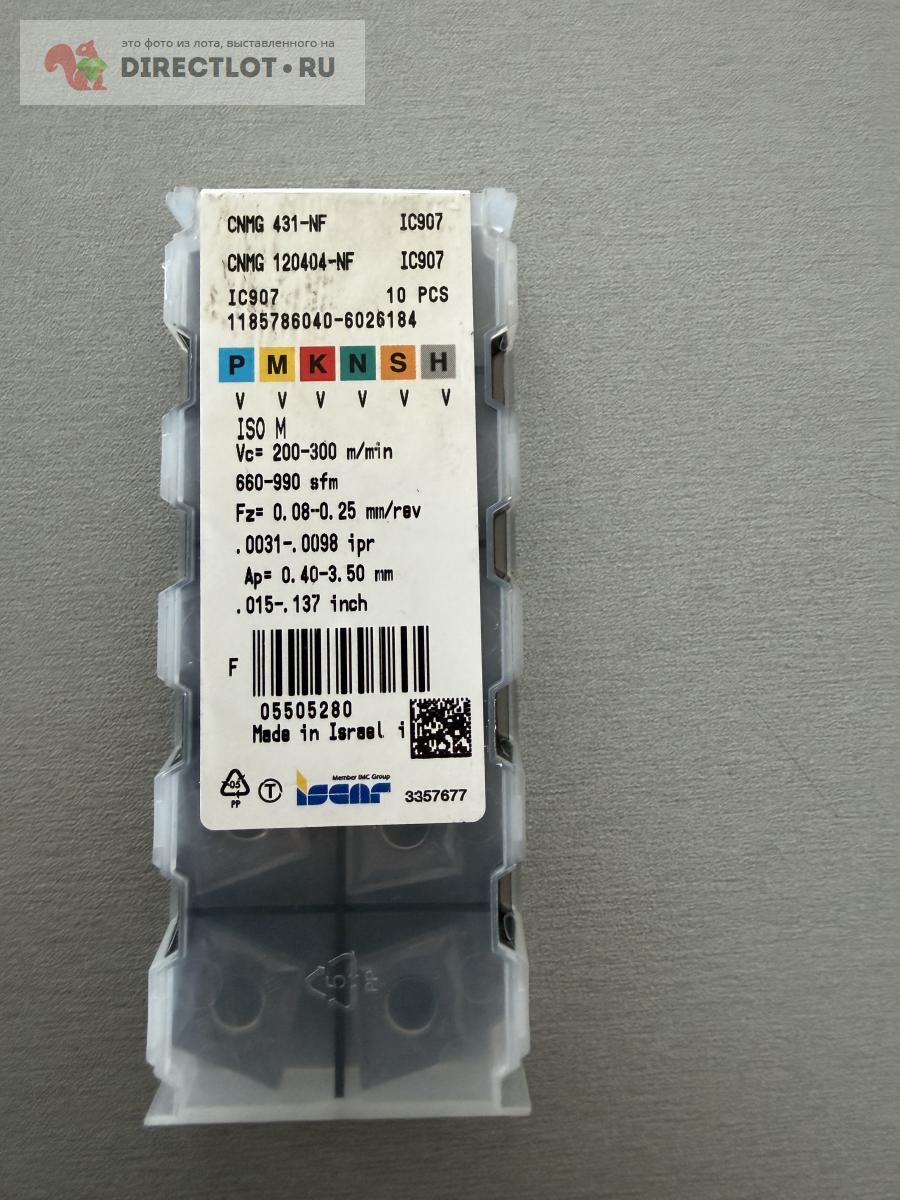 это фото из лота, выставленного на
DIRECTLOT•RU
CNMG 431-NF IC907
CNMG 120404-NF IC907
IC907 10 PCS
1185786040-6026184
P M K N S H
V V V V V V
ISO M
Vc= 200-300 m/min
660-990 sfm
Fz= 0.08-0.25 mm/rev
.0031-.0098 ipr
Ap= 0.40-3.50 mm
.015-.137 inch
F
05505280
Made in Israel i
05
PP
T
Member IMC Group
iscar
3357677
5
PP